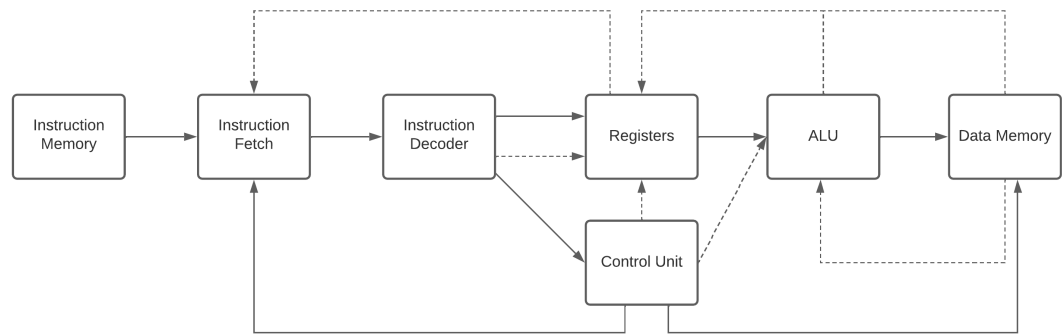 Instruction
Memory
Instruction
Fetch
Instruction
Decoder
Registers
ALU
Data Memory
Control Unit